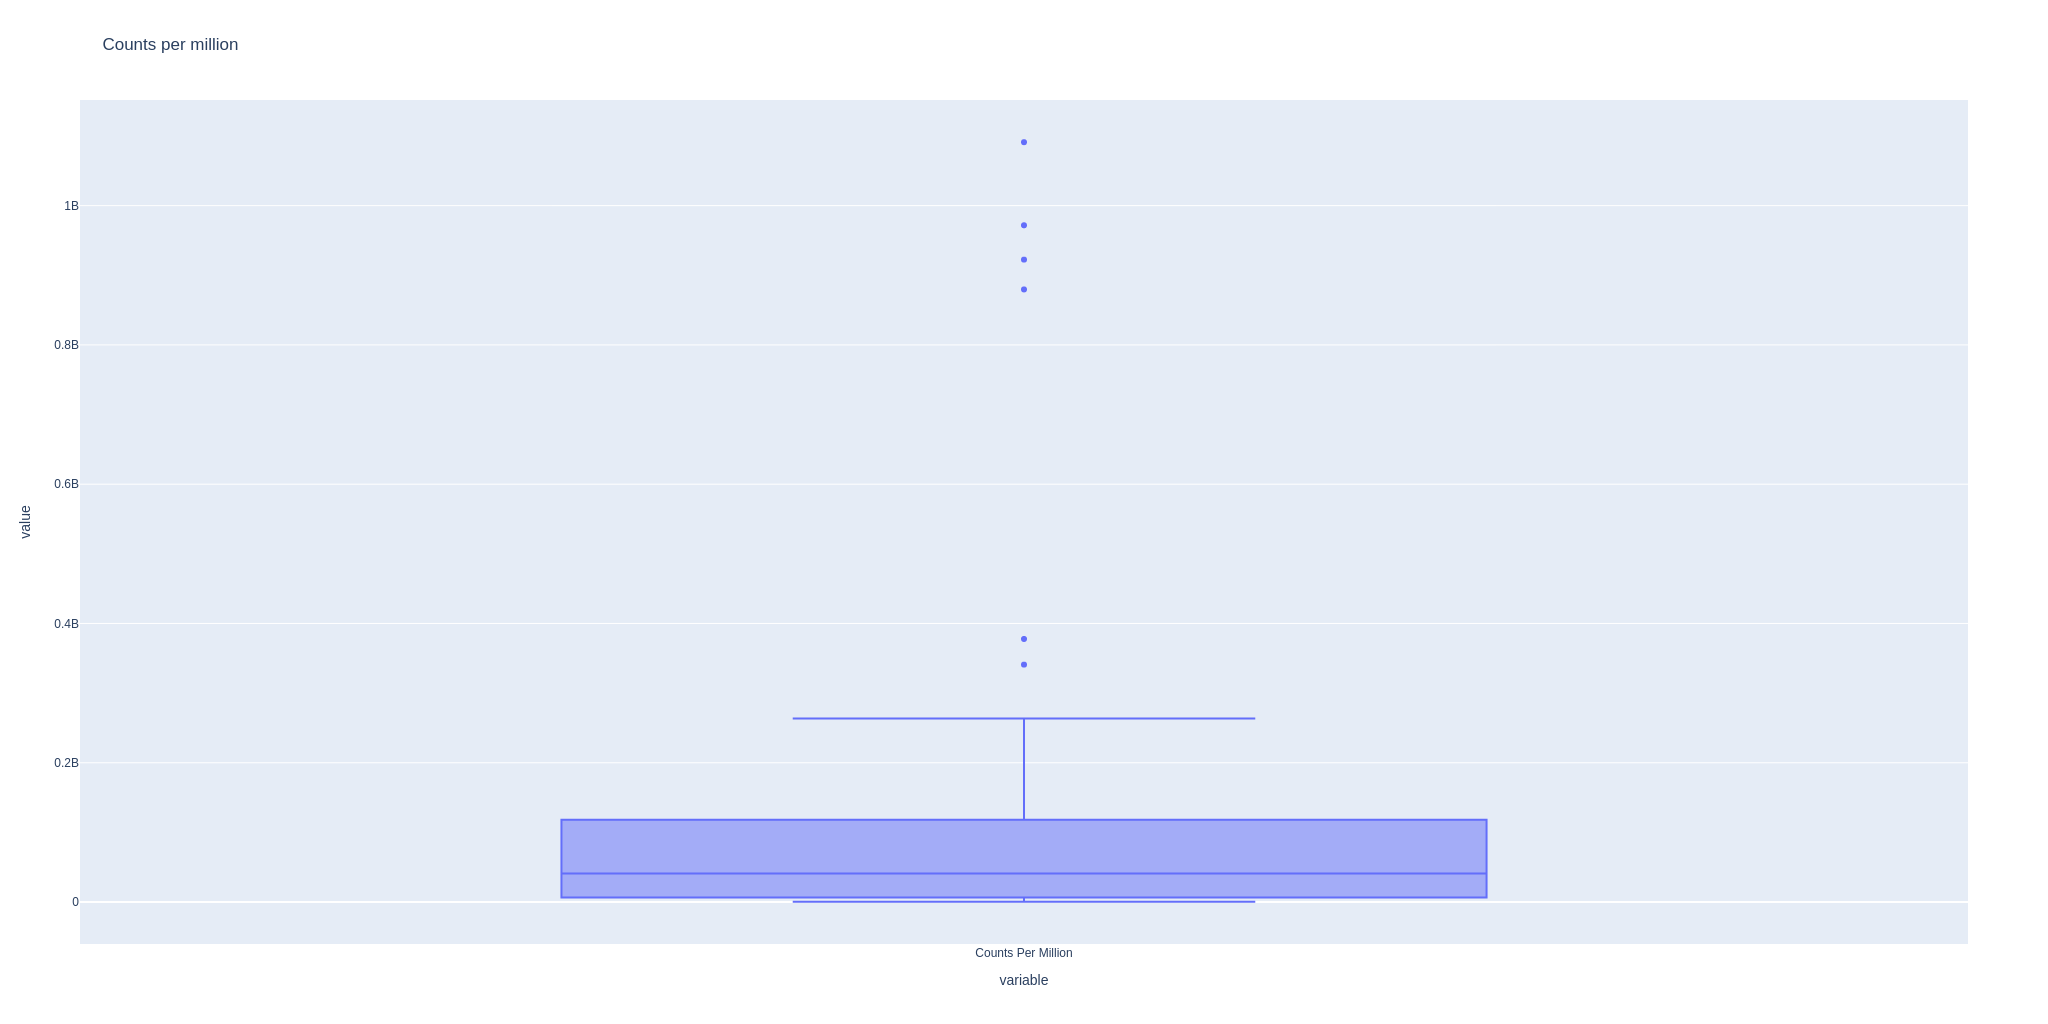 Counts per million
1B
0.8B
0.6B
0.4B
0.2B
0
value
Counts Per Million
variable